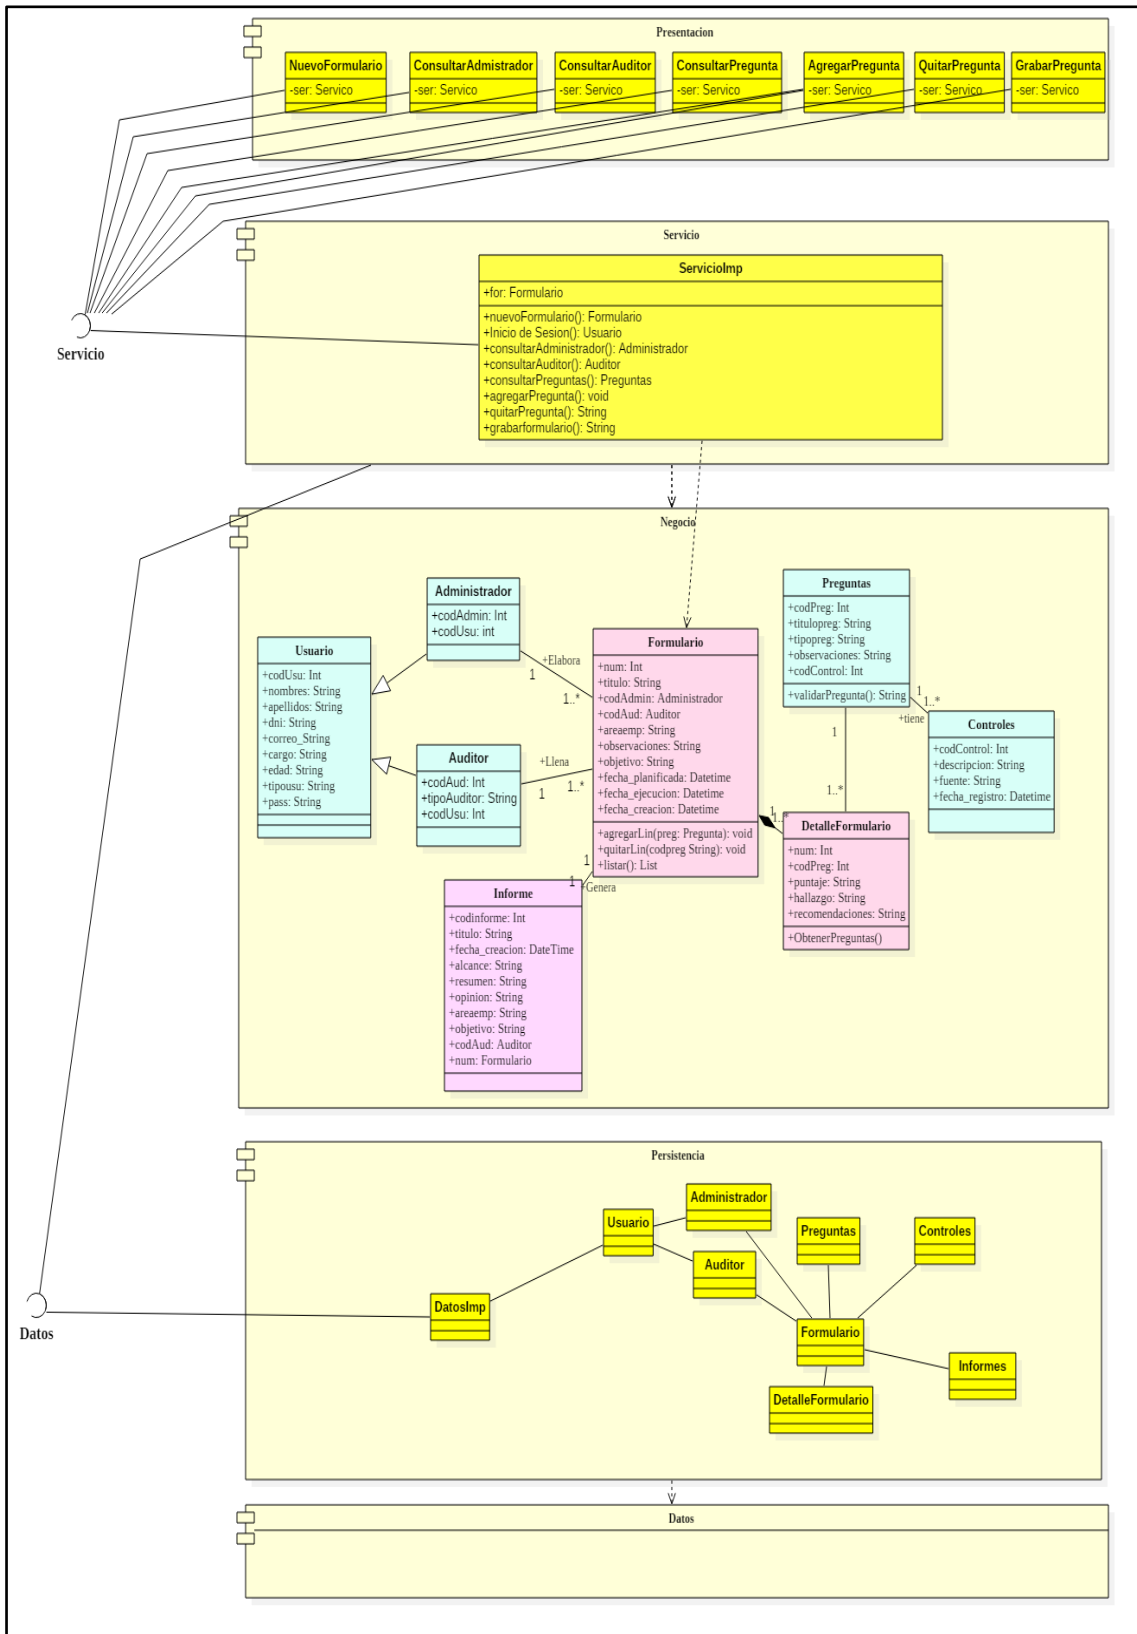 Presentacion
NuevoFormulario
-ser: Servico
ConsultarAdmistrador
-ser: Servico
ConsultarAuditor
-ser: Servico
ConsultarPregunta
-ser: Servico
AgregarPregunta
-ser: Servico
QuitarPregunta
-ser: Servico
GrabarPregunta
-ser: Servico
Servicio
Servicio
ServicioImp
+for: Formulario
+nuevoFormulario(): Formulario
+Inicio de Sesion(): Usuario
+consultarAdministrador(): Administrador
+consultarAuditor(): Auditor
+consultarPreguntas(): Preguntas
+agregarPregunta(): void
+quitarPregunta(): String
+grabarformulario(): String
Negocio
Usuario
+codUsu: Int
+nombres: String
+apellidos: String
+dni: String
+correo_String
+cargo: String
+edad: String
+tipousu: String
+pass: String
Administrador
+codAdmin: Int
+codUsu: int
+Elabora
1
1..*
Auditor
+codAud: Int
+tipoAuditor: String
+codUsu: Int
+Llena
1
1..*
Formulario
+num: Int
+titulo: String
+codAdmin: Administrador
+codAud: Auditor
+areaemp: String
+observaciones: String
+objetivo: String
+fecha_planificada: Datetime
+fecha_ejecucion: Datetime
+fecha_creacion: Datetime
+agregarLin(preg: Pregunta): void
+quitarLin(codpreg String): void
+listar(): List
1
1
+Genera
Informe
+codinforme: Int
+titulo: String
+fecha_creacion: DateTime
+alcance: String
+resumen: String
+opinion: String
+areaemp: String
+objetivo: String
+codAud: Auditor
+num: Formulario
Preguntas
+codPreg: Int
+titulopreg: String
+tipopreg: String
+observaciones: String
+codControl: Int
+validarPregunta(): String
1
1..*
+tiene
Controles
+codControl: Int
+descripcion: String
+fuente: String
+fecha_registro: Datetime
1
1..*
1
1..*
DetalleFormulario
+num: Int
+codPreg: Int
+puntaje: String
+hallazgo: String
+recomendaciones: String
+ObtenerPreguntas()
Persistencia
Administrador
Usuario
Auditor
Preguntas
Controles
DatosImp
Formulario
Informes
DetalleFormulario
Datos
Datos